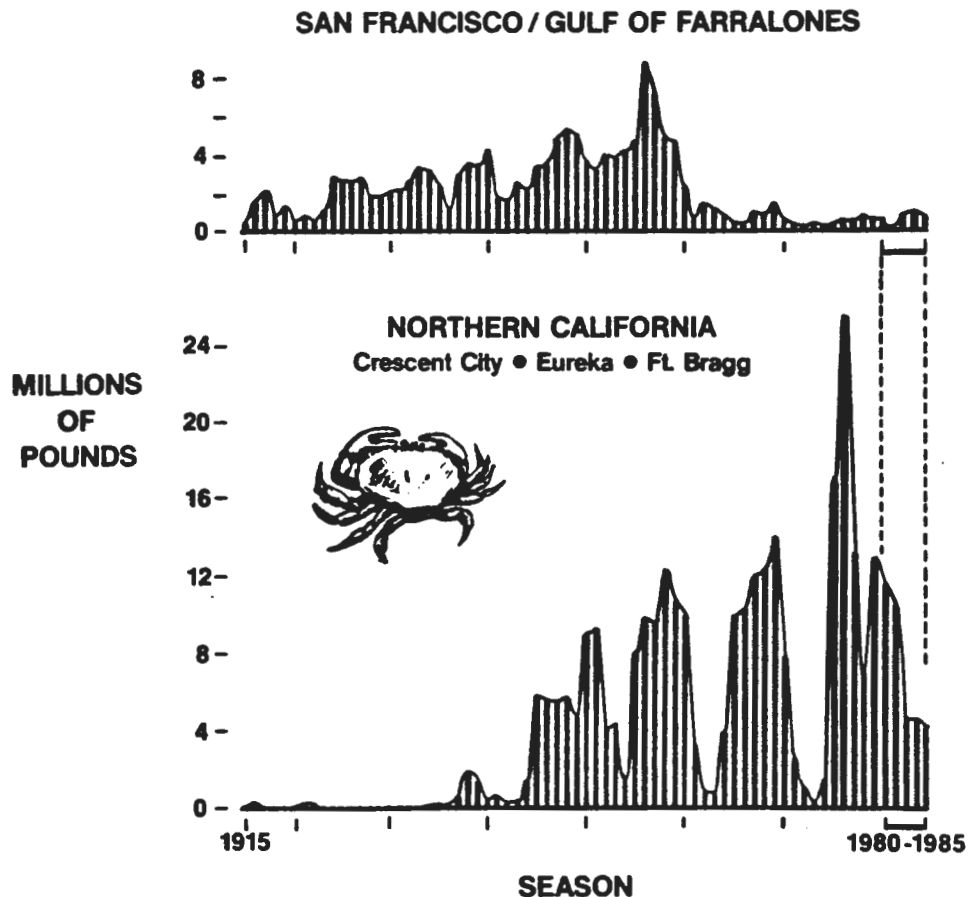 SAN FRANCISCO / GULF OF FARRALONES
8
4
0
NORTHERN CALIFORNIA
Crescent City ● Eureka ● Ft. Bragg
MILLIONS
OF
POUNDS
24
20
16
12
8
4
0
1915
1980-1985
SEASON